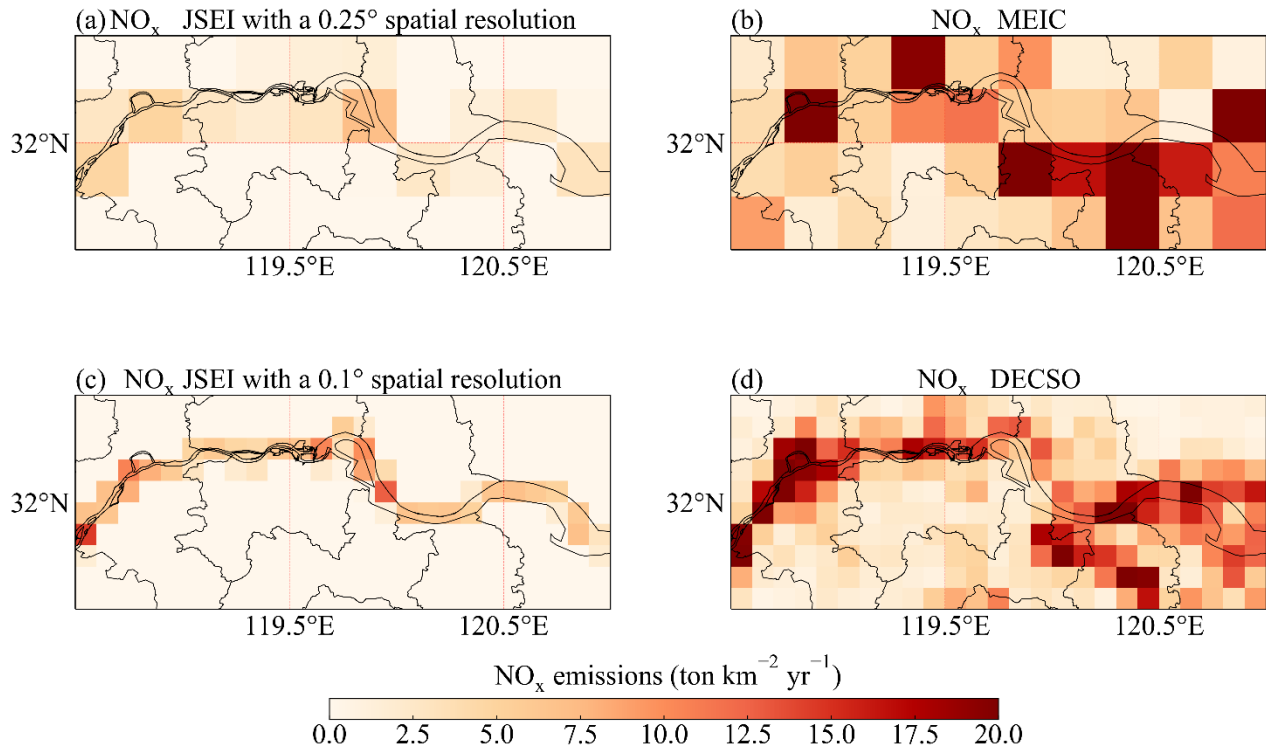 (a) NOₓ JSEI with a 0.25° spatial resolution
(b) NOₓ MEIC
32°N
32°N
119.5°E 120.5°E
119.5°E 120.5°E
(c) NOₓ JSEI with a 0.1° spatial resolution
(d) NOₓ DECSO
32°N
32°N
119.5°E 120.5°E
119.5°E 120.5°E
NOₓ emissions (ton km⁻² yr⁻¹)
0.0 2.5 5.0 7.5 10.0 12.5 15.0 17.5 20.0